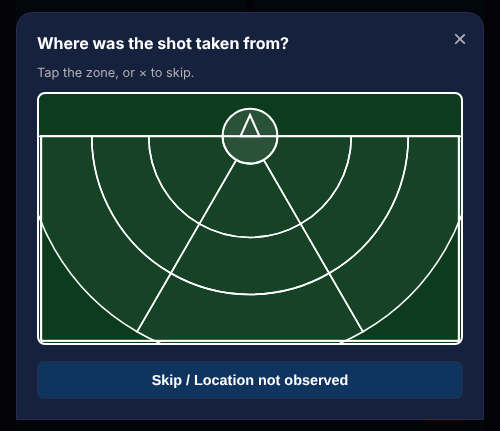 Where was the shot taken from?
Tap the zone, or × to skip.
Skip / Location not observed